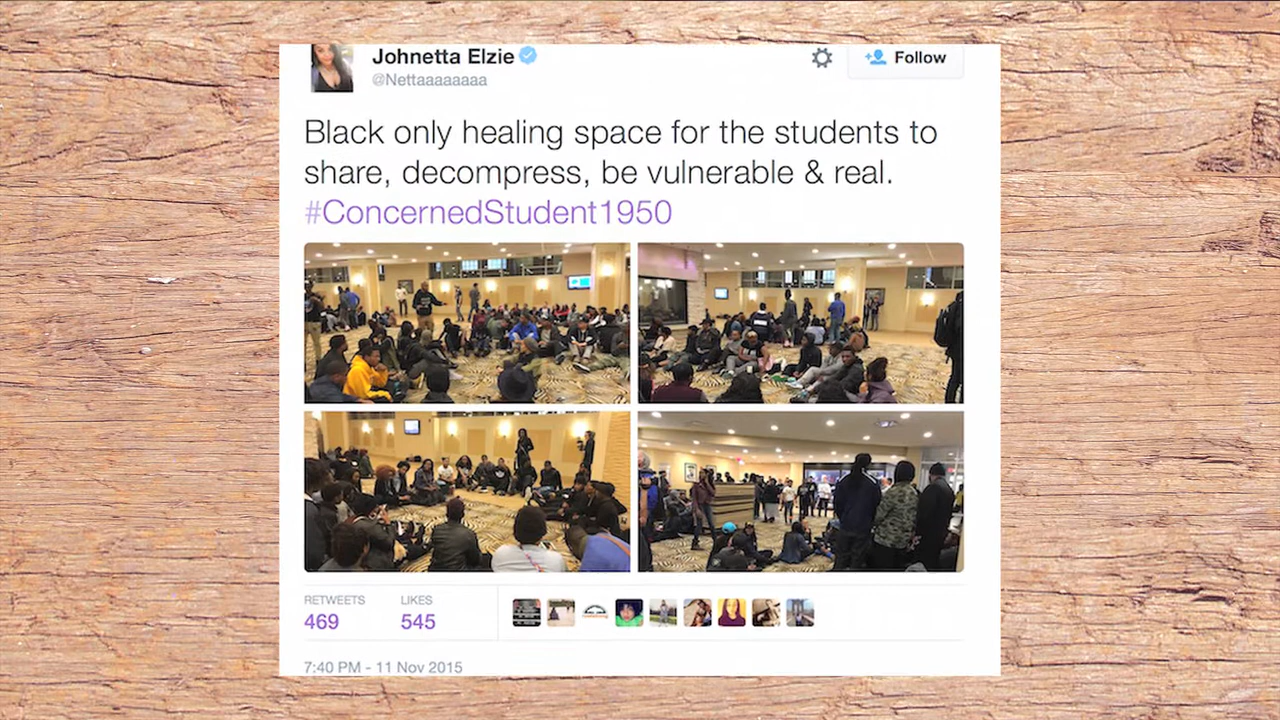 Johnetta Elzie
@Nettaaaaaaaa
Follow
Black only healing space for the students to
share, decompress, be vulnerable & real.
#ConcernedStudent1950
RETWEETS LIKES
469 545
7:40 PM - 11 Nov 2015